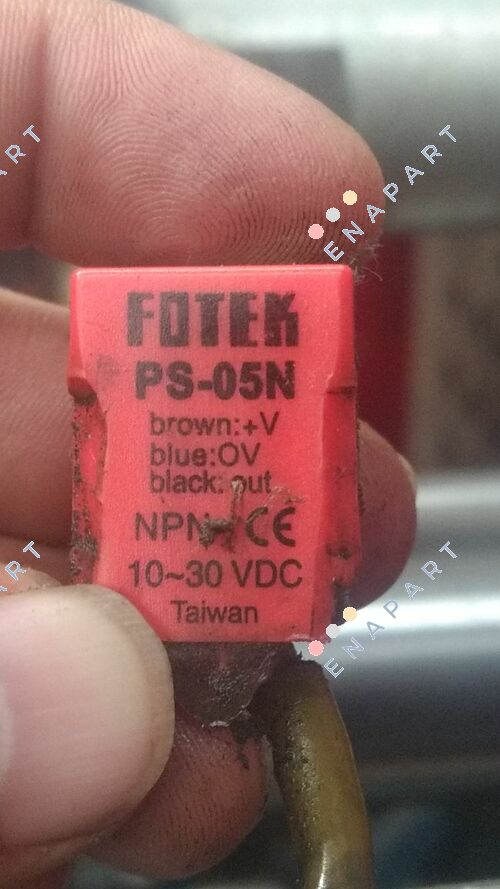 FOTEK
PS-05N
brown:+V
blue:OV
black: out
NPN CE
10~30 VDC
Taiwan
ENAPART
ENAPART